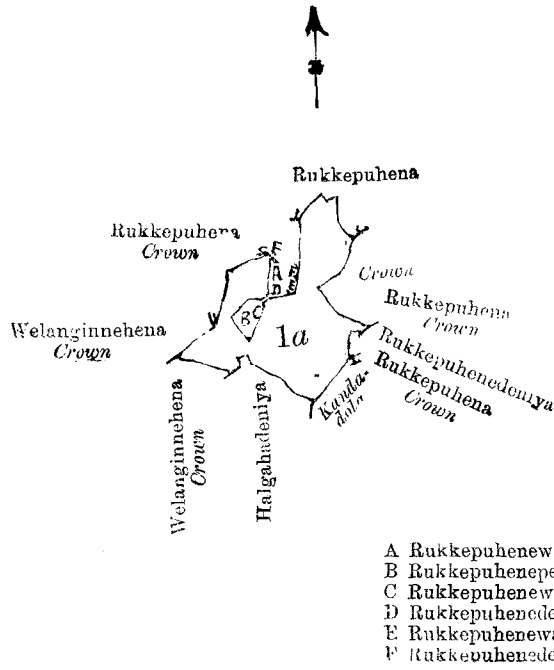 Rukkepuhena
Rukkepuhena
Crown
Crown
Rukkepuhena
Crown
Welanginnehena
Crown
Rukkepuhenedeniya
Rukkepuhena
Crown
Kanda-
dola
Halgahadeniya
Welanginnehena
Crown
F
A
D
E
B
C
1a
A Rukkepuhenew
B Rukkepuhenepe
C Rukkepuhenew
D Rukkepuhenede
E Rukkepuhenewa
F Rukkepuhenede